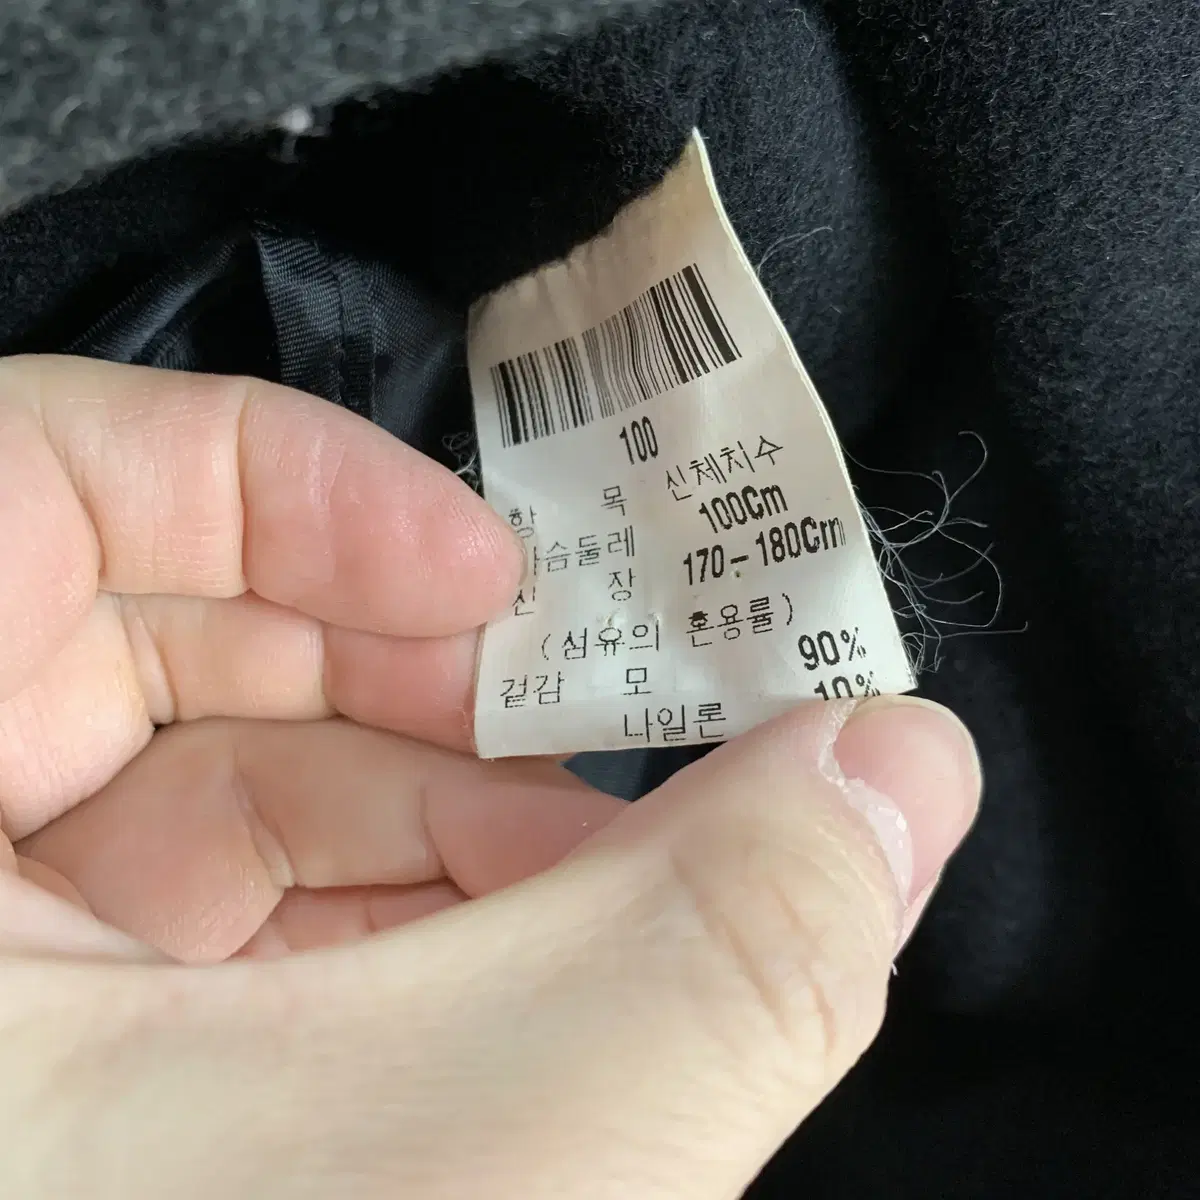 100
항 목 신체치수
가슴둘레 100Cm
신 장 170-180Cm
(섬유의 혼용률)
겉감 모 90%
나일론 10%